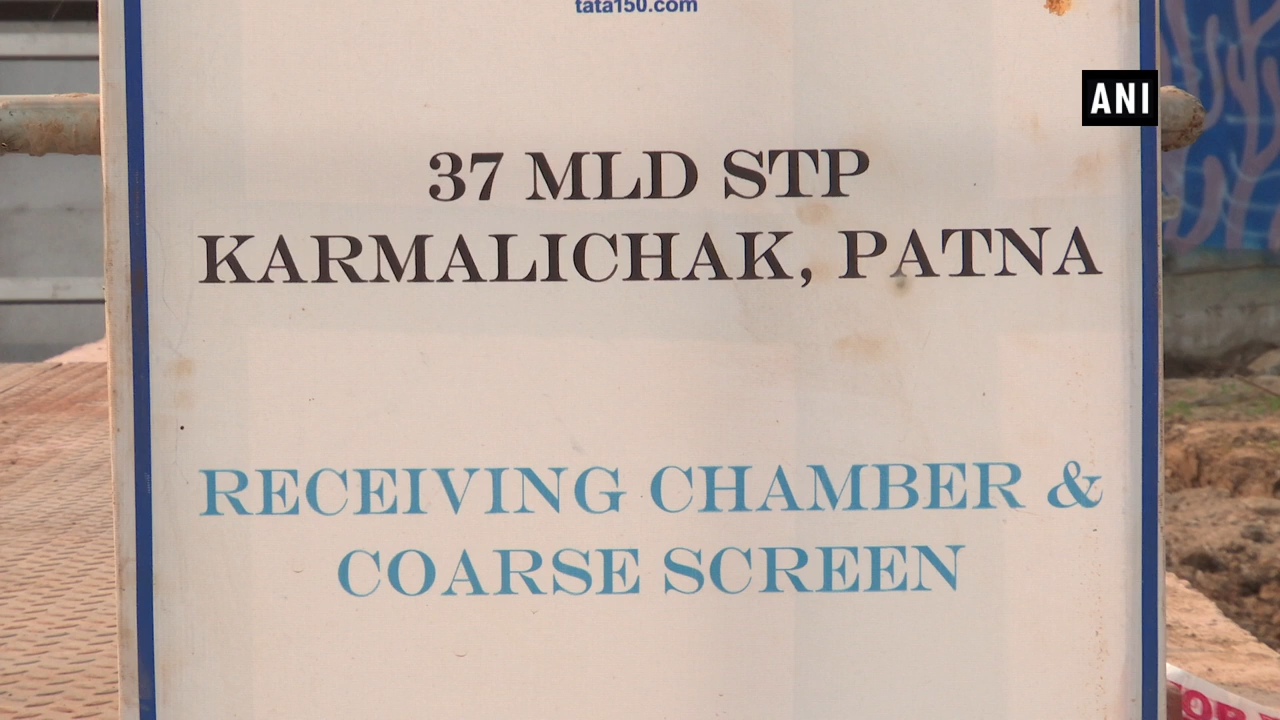 tata150.com
ANI
37 MLD STP
KARMALICHAK, PATNA
RECEIVING CHAMBER &
COARSE SCREEN